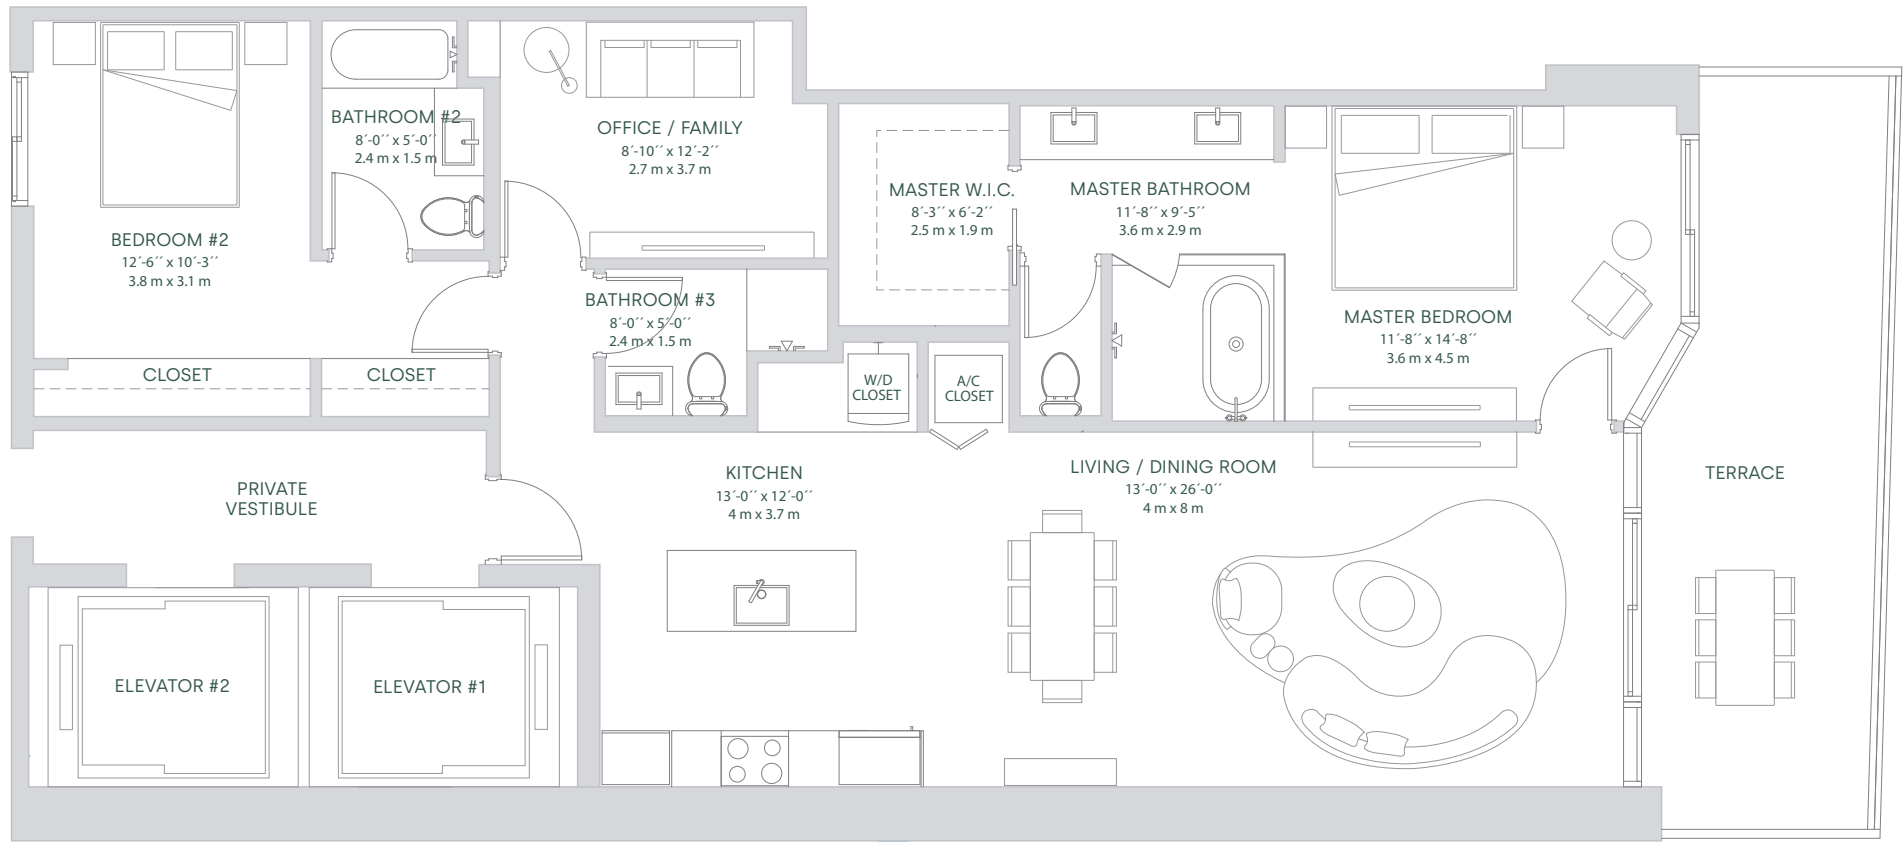 BATHROOM #2
8´-0´´ x 5´-0´´
2.4 m x 1.5 m
OFFICE / FAMILY
8´-10´´ x 12´-2´´
2.7 m x 3.7 m
MASTER W.I.C.
8´-3´´ x 6´-2´´
2.5 m x 1.9 m
MASTER BATHROOM
11´-8´´ x 9´-5´´
3.6 m x 2.9 m
BEDROOM #2
12´-6´´ x 10´-3´´
3.8 m x 3.1 m
BATHROOM #3
8´-0´´ x 5´-0´´
2.4 m x 1.5 m
MASTER BEDROOM
11´-8´´ x 14´-8´´
3.6 m x 4.5 m
CLOSET
CLOSET
W/D
CLOSET
A/C
CLOSET
PRIVATE
VESTIBULE
KITCHEN
13´-0´´ x 12´-0´´
4 m x 3.7 m
LIVING / DINING ROOM
13´-0´´ x 26´-0´´
4 m x 8 m
TERRACE
ELEVATOR #2
ELEVATOR #1